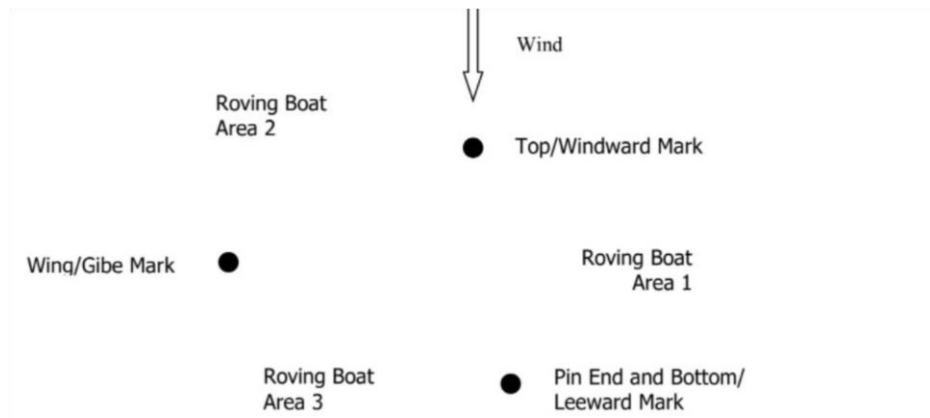 Wind
Roving Boat
Area 2
Top/Windward Mark
Wing/Gibe Mark
Roving Boat
Area 1
Roving Boat
Area 3
Pin End and Bottom/
Leeward Mark